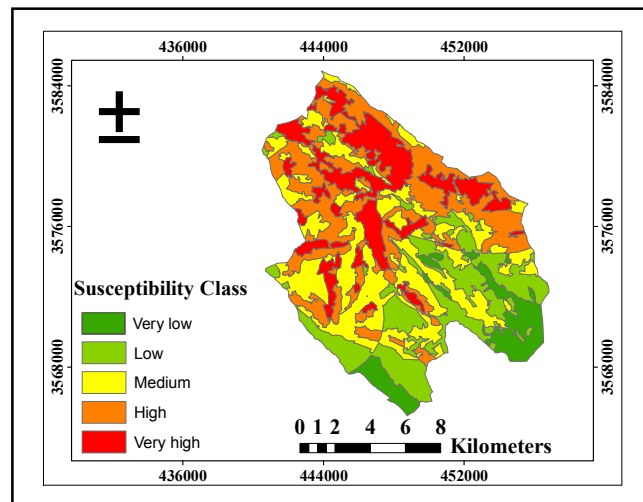 436000 444000 452000
3584000 3584000
3576000 3576000
Susceptibility Class
Very low
Low
Medium
High
Very high
3568000 3568000
0 1 2 4 6 8
Kilometers
436000 444000 452000